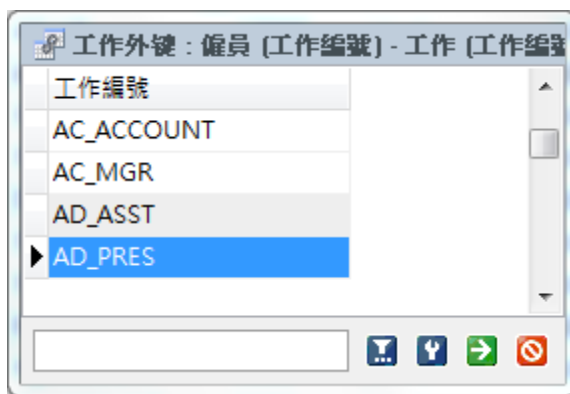 工作外键：僱員 (工作編號) - 工作 (工作編號
工作編號
AC_ACCOUNT
AC_MGR
AD_ASST
AD_PRES